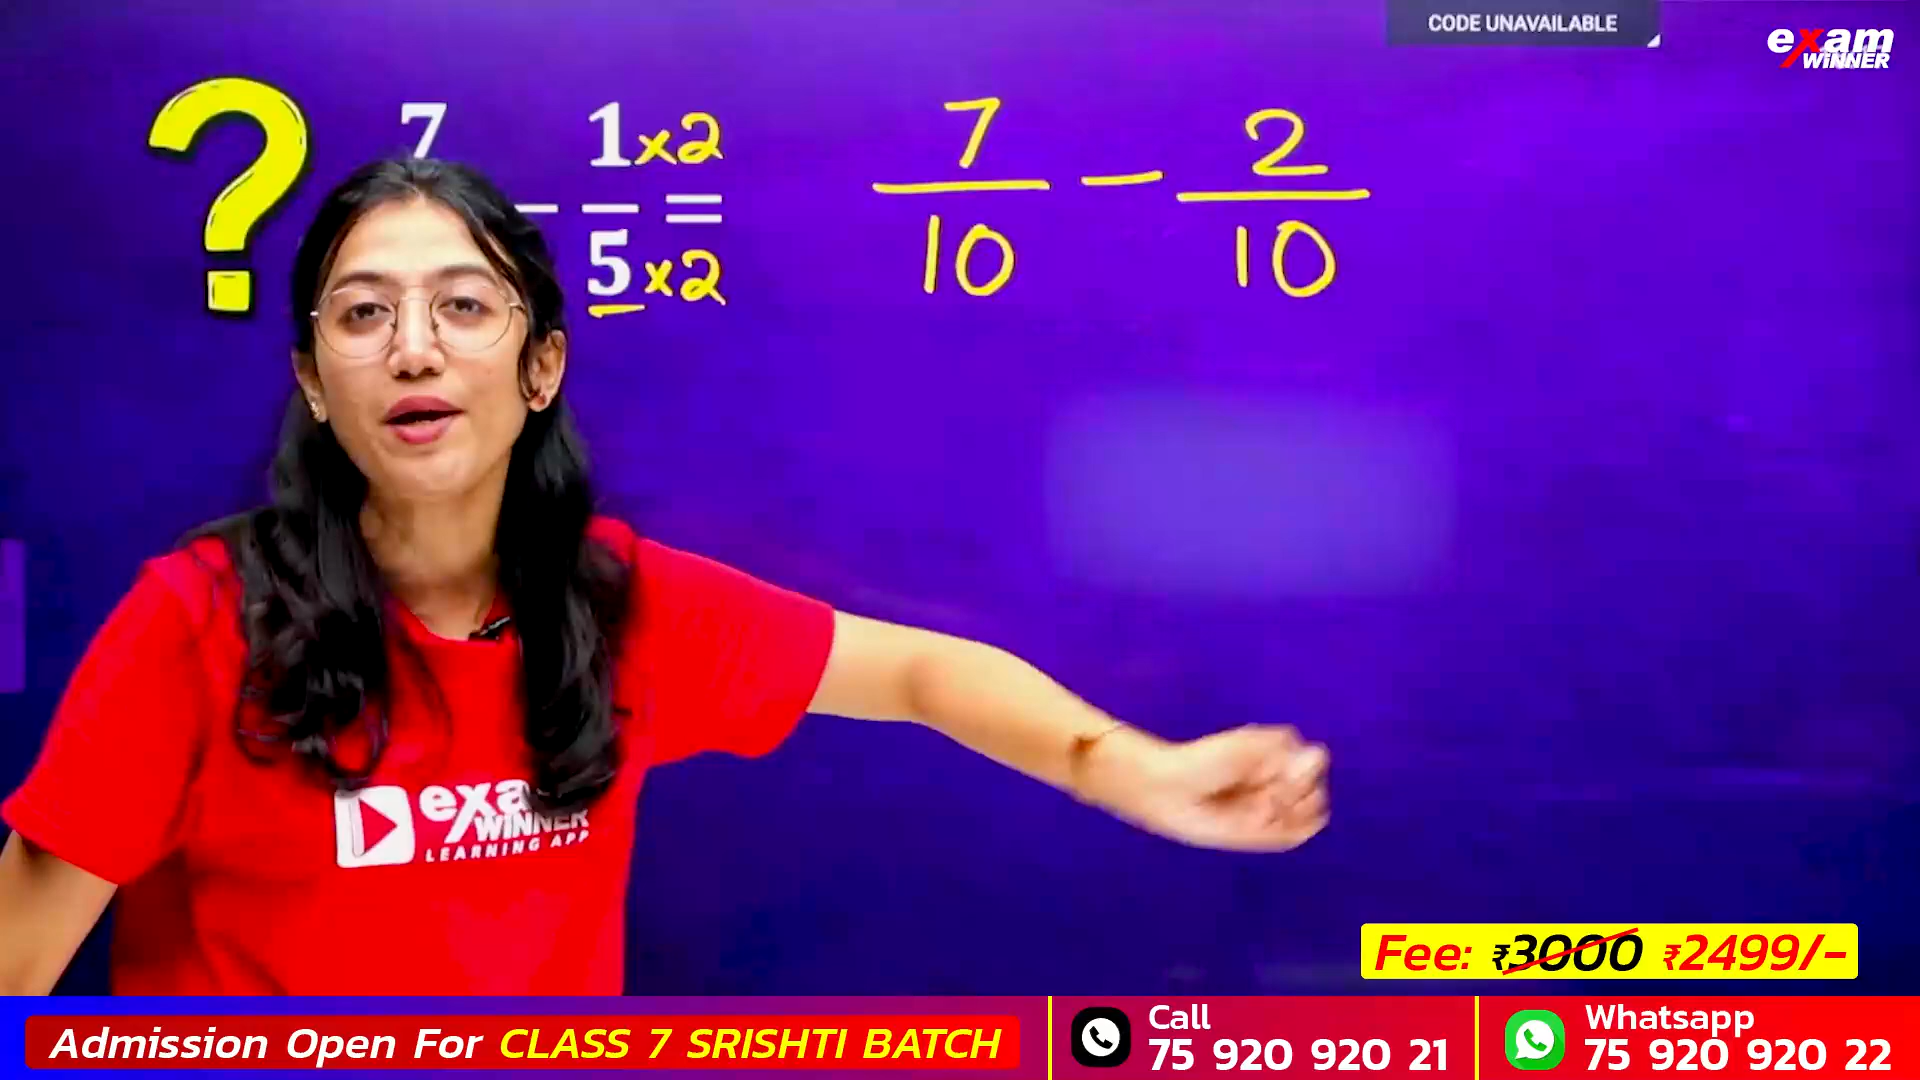 CODE UNAVAILABLE
exam
WINNER
?
7 1×2 7 2
– = –
5×2 10 10
exa
WINNER
LEARNING APP
Fee: ₹3000 ₹2499/-
Admission Open For CLASS 7 SRISHTI BATCH
Call
75 920 920 21
Whatsapp
75 920 920 22